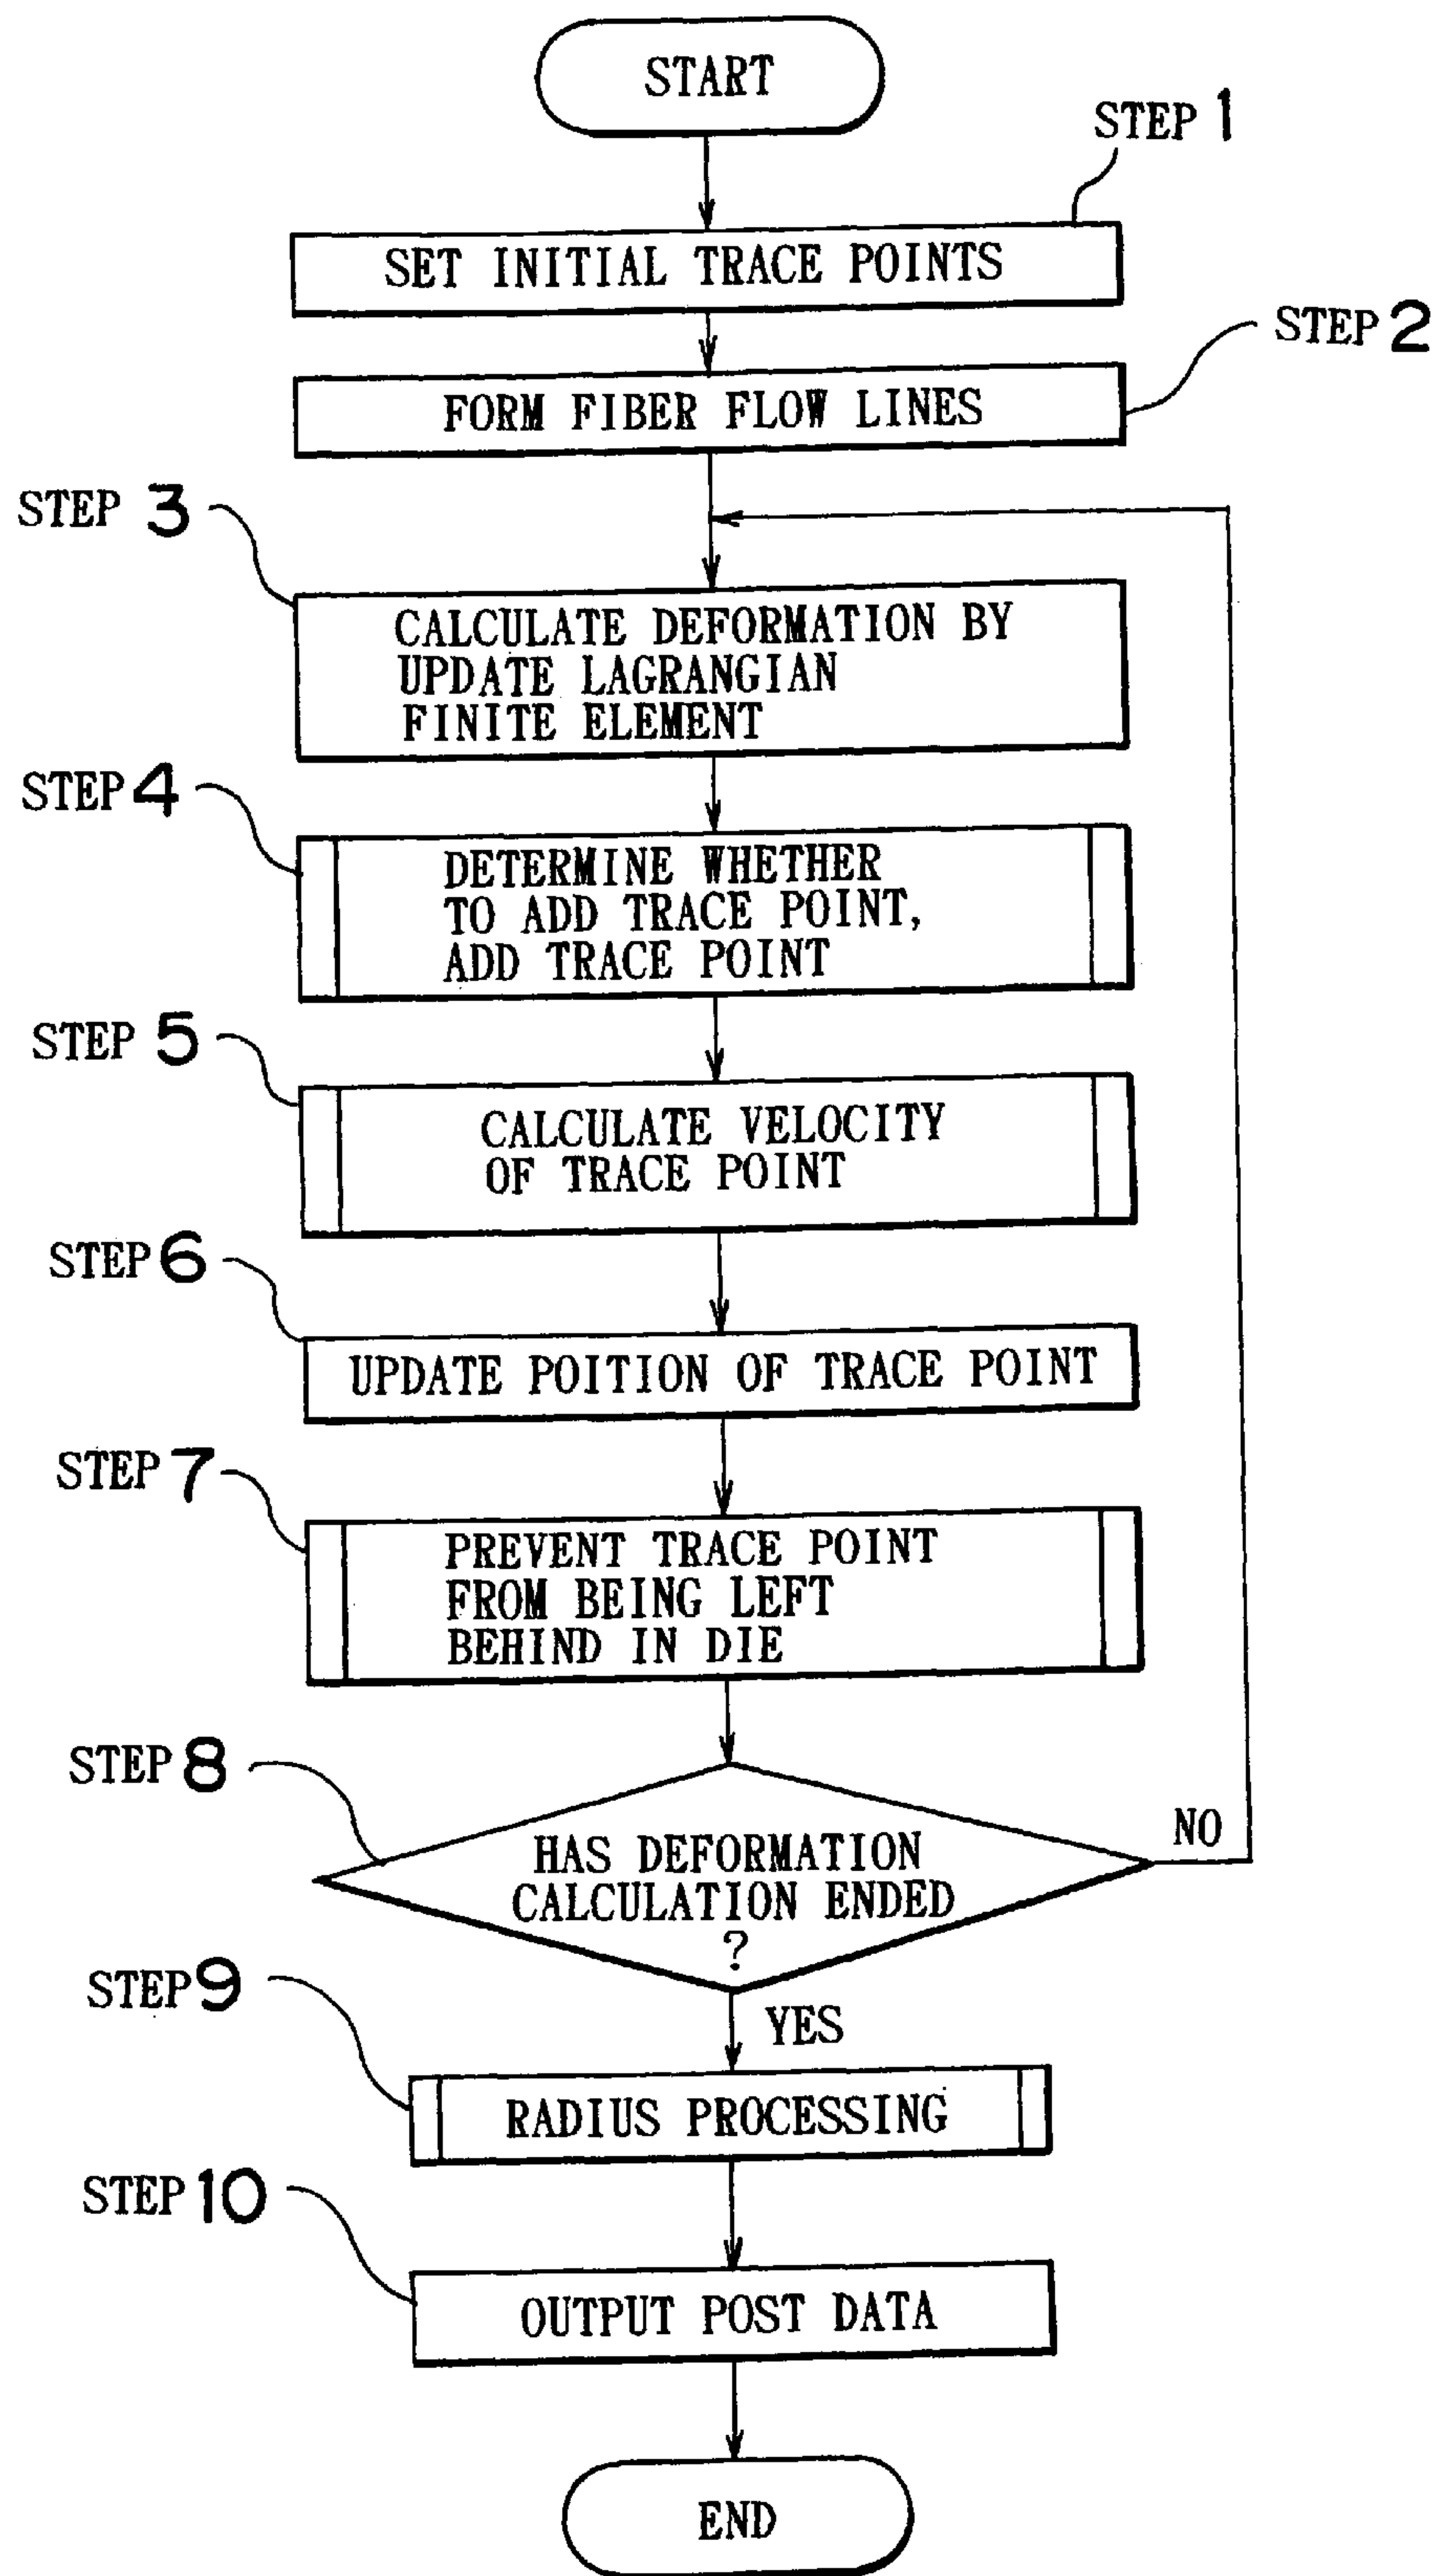 START
STEP 1
SET INITIAL TRACE POINTS
STEP 2
FORM FIBER FLOW LINES
STEP 3
CALCULATE DEFORMATION BY
UPDATE LAGRANGIAN
FINITE ELEMENT
STEP 4
DETERMINE WHETHER
TO ADD TRACE POINT,
ADD TRACE POINT
STEP 5
CALCULATE VELOCITY
OF TRACE POINT
STEP 6
UPDATE POITION OF TRACE POINT
STEP 7
PREVENT TRACE POINT
FROM BEING LEFT
BEHIND IN DIE
STEP 8
HAS DEFORMATION
CALCULATION ENDED
?
NO
YES
STEP 9
RADIUS PROCESSING
STEP 10
OUTPUT POST DATA
END